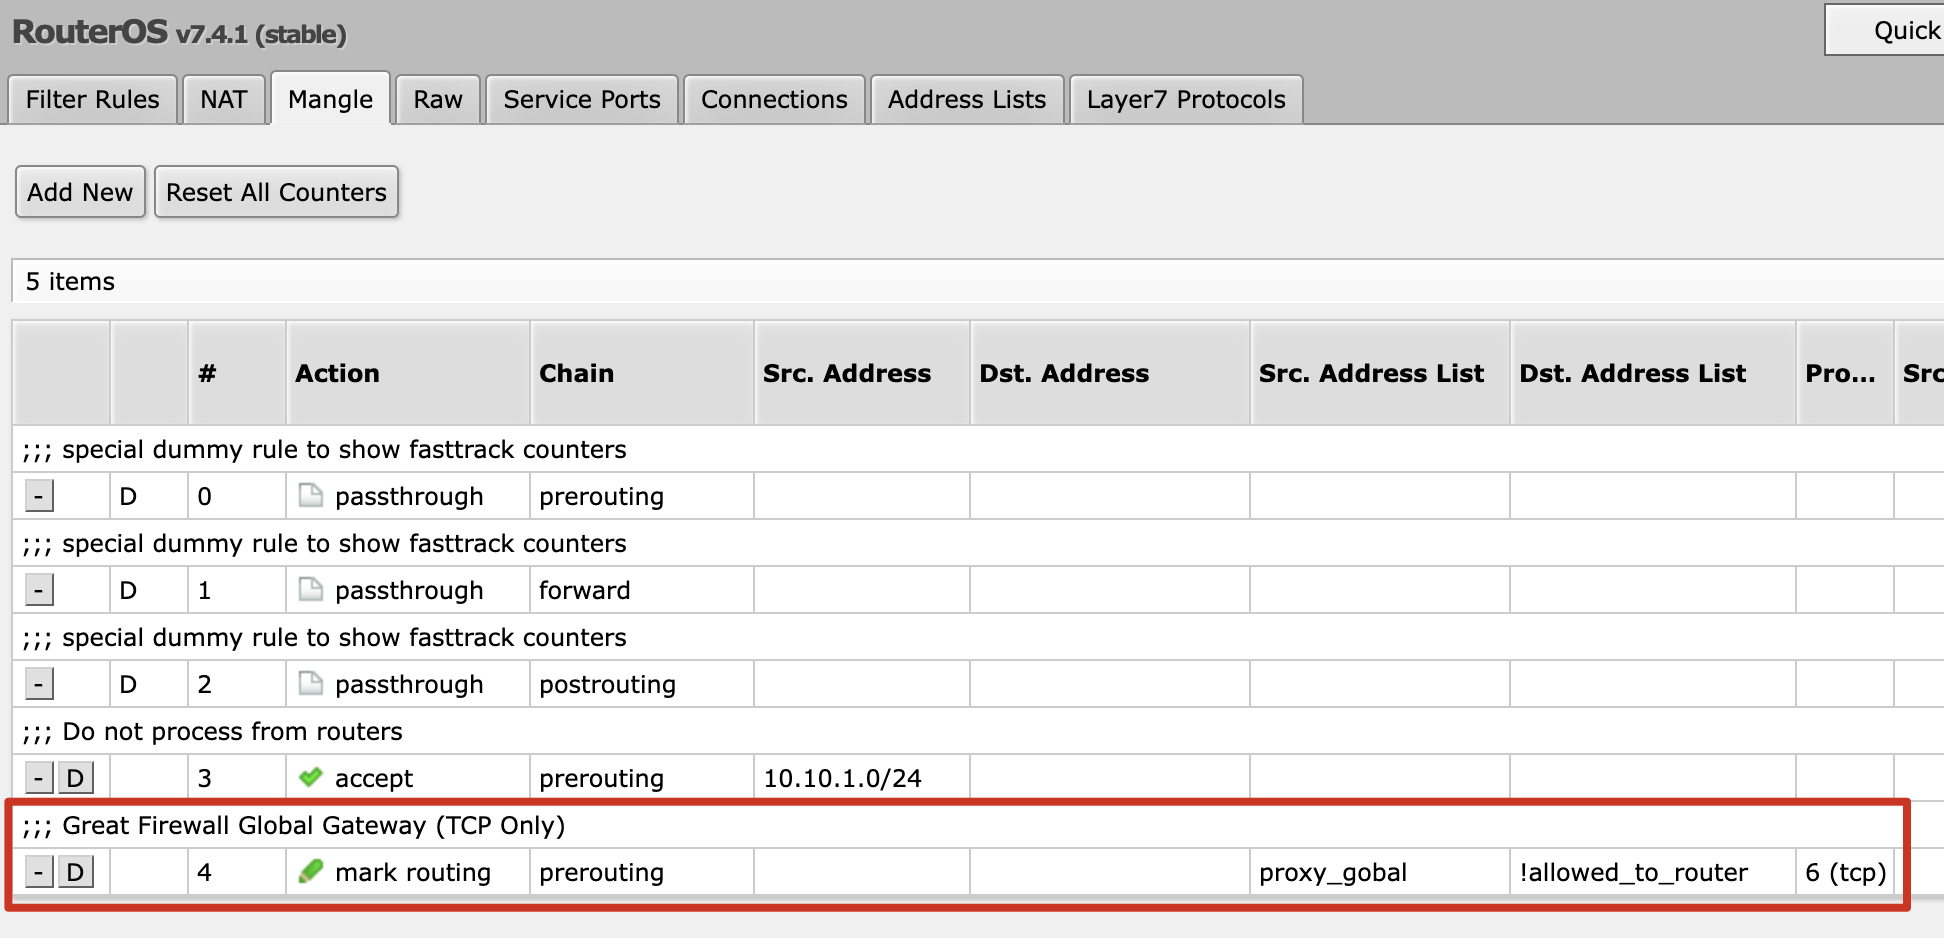 RouterOS v7.4.1 (stable)
Quick
Filter Rules NAT Mangle Raw Service Ports Connections Address Lists Layer7 Protocols
Add New Reset All Counters
5 items
# Action Chain Src. Address Dst. Address Src. Address List Dst. Address List Pro... Src
;;; special dummy rule to show fasttrack counters
- D 0 passthrough prerouting
;;; special dummy rule to show fasttrack counters
- D 1 passthrough forward
;;; special dummy rule to show fasttrack counters
- D 2 passthrough postrouting
;;; Do not process from routers
- D 3 accept prerouting 10.10.1.0/24
;;; Great Firewall Global Gateway (TCP Only)
- D 4 mark routing prerouting proxy_gobal !allowed_to_router 6 (tcp)